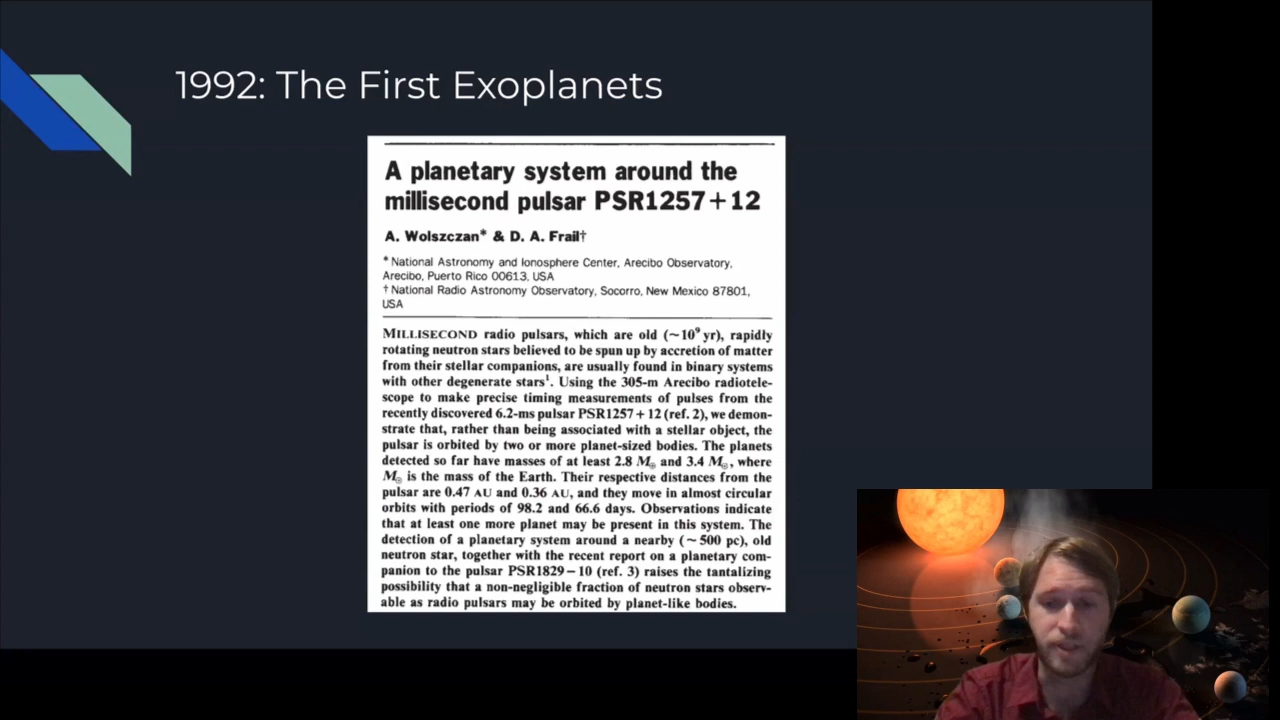 1992: The First Exoplanets
A planetary system around the
millisecond pulsar PSR1257+12
A. Wolszczan* & D. A. Frail†
* National Astronomy and Ionosphere Center, Arecibo Observatory,
Arecibo, Puerto Rico 00613, USA
† National Radio Astronomy Observatory, Socorro, New Mexico 87801,
USA
MILLISECOND radio pulsars, which are old (~10⁹ yr), rapidly
rotating neutron stars believed to be spun up by accretion of matter
from their stellar companions, are usually found in binary systems
with other degenerate stars¹. Using the 305-m Arecibo radiotele-
scope to make precise timing measurements of pulses from the
recently discovered 6.2-ms pulsar PSR1257+12 (ref. 2), we demon-
strate that, rather than being associated with a stellar object, the
pulsar is orbited by two or more planet-sized bodies. The planets
detected so far have masses of at least 2.8 M⊕ and 3.4 M⊕, where
M⊕ is the mass of the Earth. Their respective distances from the
pulsar are 0.47 AU and 0.36 AU, and they move in almost circular
orbits with periods of 98.2 and 66.6 days. Observations indicate
that at least one more planet may be present in this system. The
detection of a planetary system around a nearby (~500 pc), old
neutron star, together with the recent report on a planetary com-
panion to the pulsar PSR1829−10 (ref. 3) raises the tantalizing
possibility that a non-negligible fraction of neutron stars observ-
able as radio pulsars may be orbited by planet-like bodies.